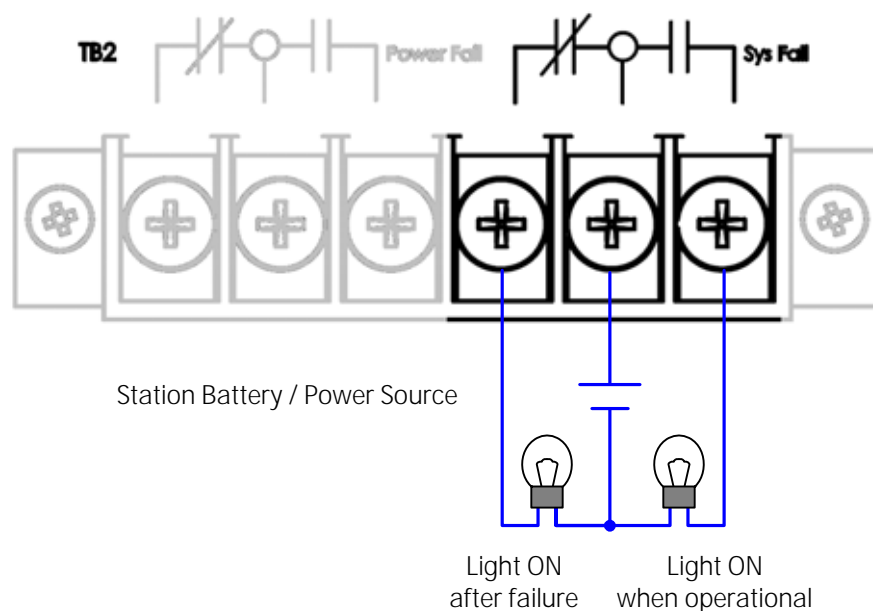 TB2
Power Fail
Sys Fail
Station Battery / Power Source
Light ON
after failure
Light ON
when operational